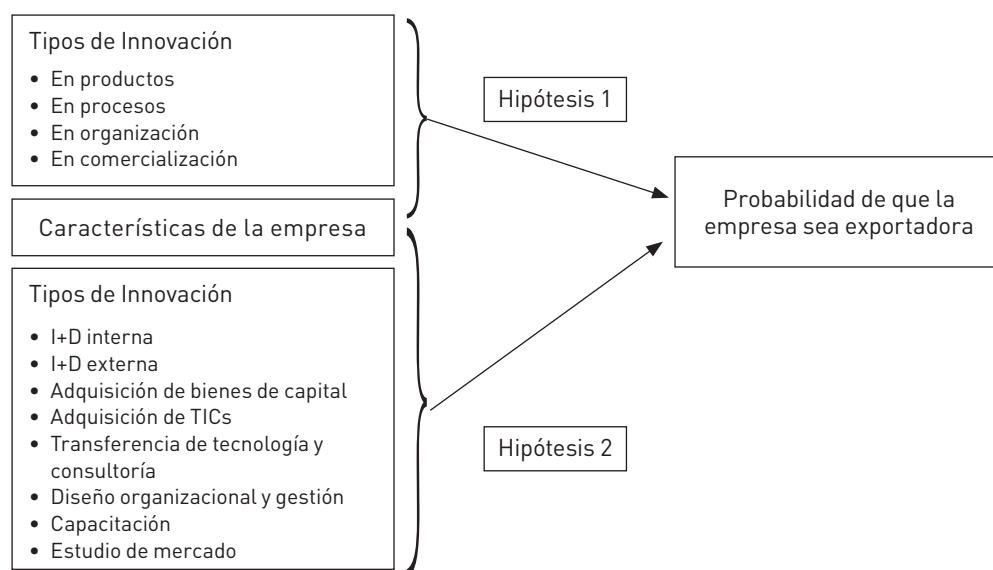 Tipos de Innovación
• En productos
• En procesos
• En organización
• En comercialización
Hipótesis 1
Características de la empresa
Probabilidad de que la
empresa sea exportadora
Tipos de Innovación
• I+D interna
• I+D externa
• Adquisición de bienes de capital
• Adquisición de TICs
• Transferencia de tecnología y
consultoría
• Diseño organizacional y gestión
• Capacitación
• Estudio de mercado
Hipótesis 2